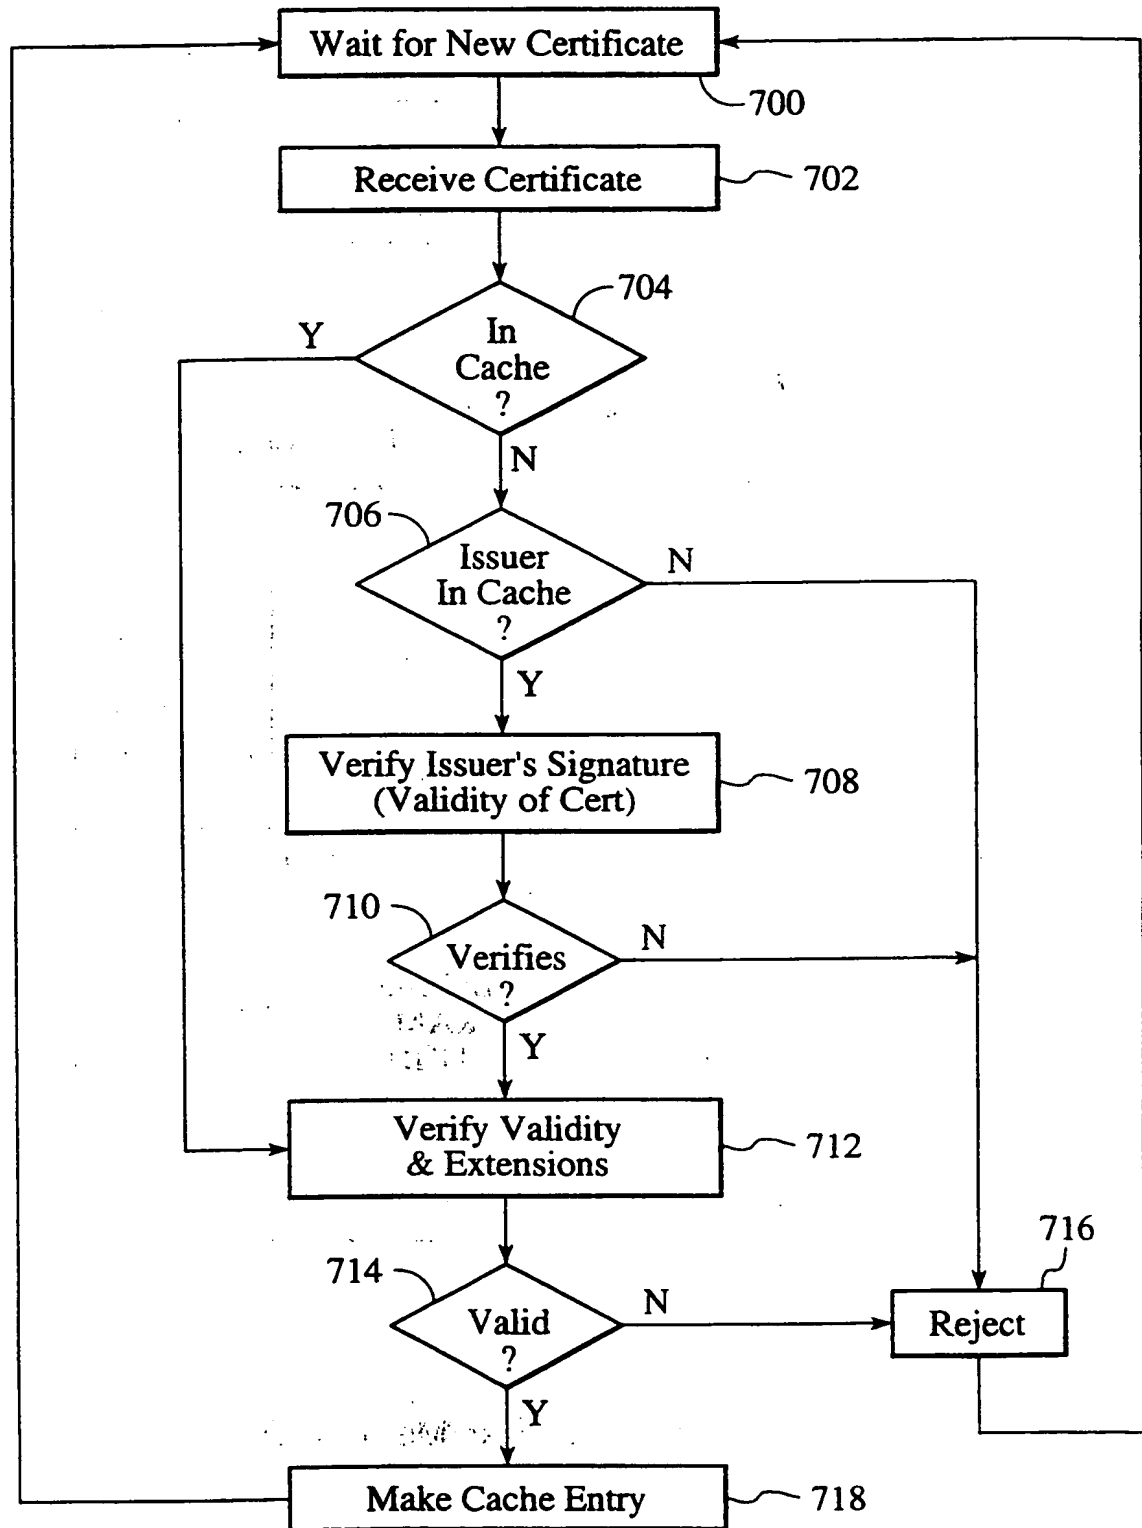 Wait for New Certificate
700
Receive Certificate
702
704
Y
In
Cache
?
N
706
Issuer
In Cache
?
N
Y
Verify Issuer's Signature
(Validity of Cert)
708
710
Verifies
?
N
Y
Verify Validity
& Extensions
712
714
Valid
?
N
716
Reject
Y
Make Cache Entry
718